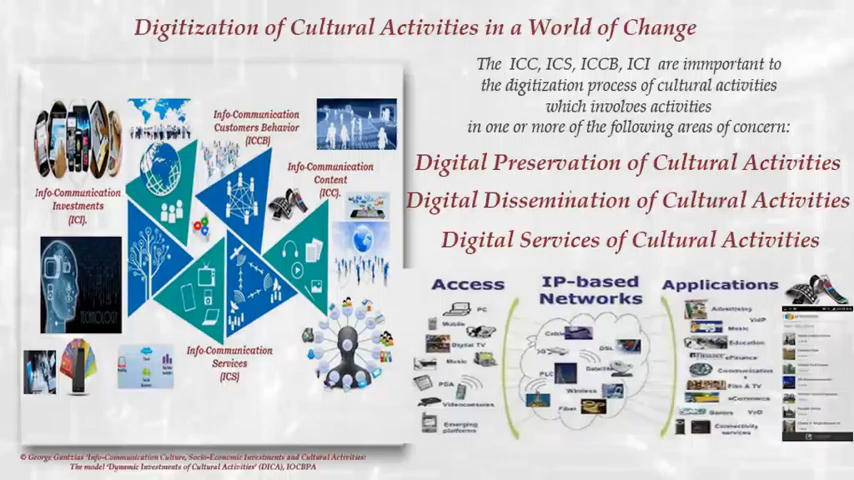 Digitization of Cultural Activities in a World of Change
The ICC, ICS, ICCB, ICI are inmportant to
the digitization process of cultural activities
which involves activities
in one or more of the following areas of concern:
Digital Preservation of Cultural Activities
Digital Dissemination of Cultural Activities
Digital Services of Cultural Activities
Info-Communication
Customers Behavior
(ICCB)
Info-Communication
Content
(ICC).
Info-Communication
Investments
(ICI).
TECHNOLOGY
Info-Communication
Services
(ICS)
Access
PC
Mobile
Digital TV
Music
PDA
Videoconsoles
Emerging
platforms
IP-based
Networks
Cable
3G
DSL
PLC
Satellite
Wireless
Fiber
Applications
Advertising
VoIP
Music
Education
eFinance
Communication
Film & TV
eCommerce
Games
VoD
Connectivity
services
© George Gantzias 'Info-Communication Culture, Socio-Economic Investments and Cultural Activities:
The model 'Dynamic Investments of Cultural Activities' (DICA), IOCBPA